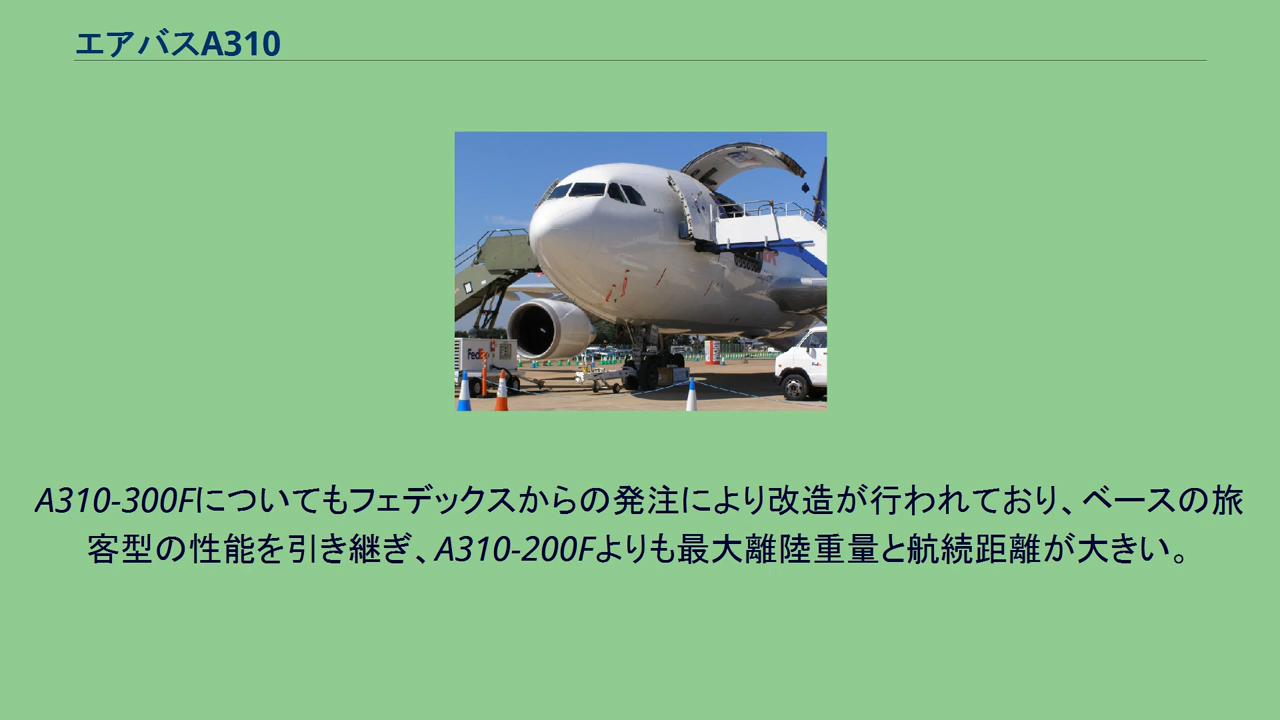 エアバスA310
FedEx
A310-300Fについてもフェデックスからの発注により改造が行われており、ベースの旅
客型の性能を引き継ぎ、A310-200Fよりも最大離陸重量と航続距離が大きい。